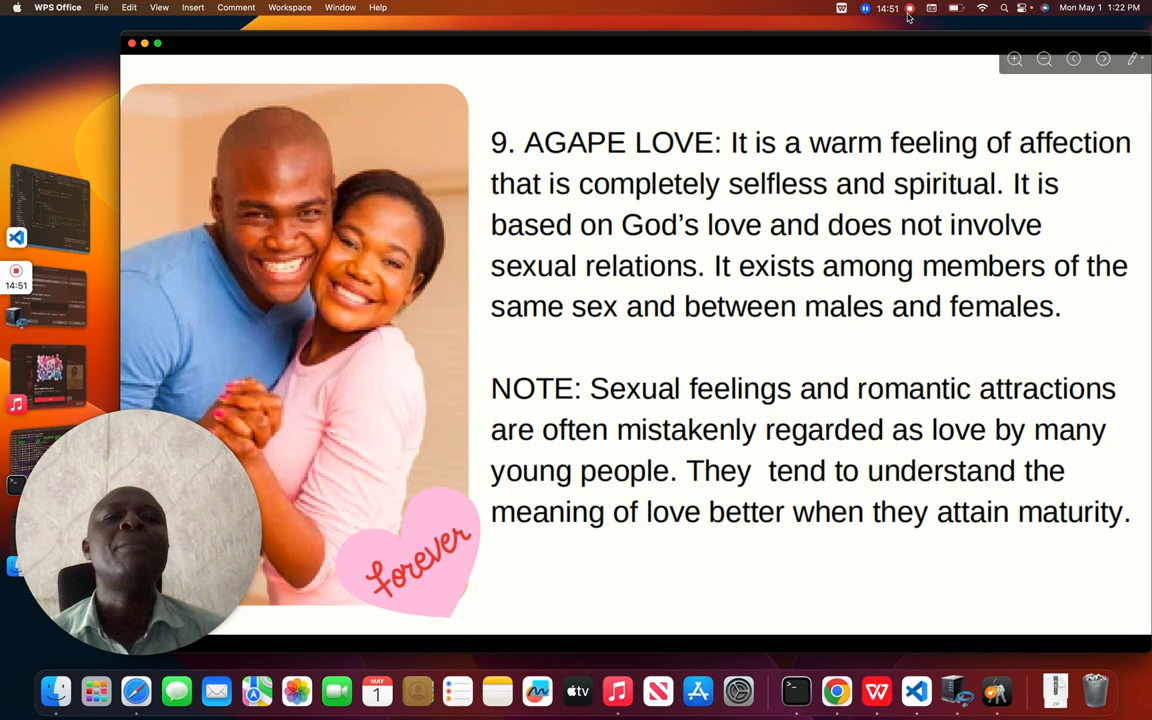 WPS Office File Edit View Insert Comment Workspace Window Help
14:51
Mon May 1 1:22 PM
9. AGAPE LOVE: It is a warm feeling of affection
that is completely selfless and spiritual. It is
based on God’s love and does not involve
sexual relations. It exists among members of the
same sex and between males and females.
NOTE: Sexual feelings and romantic attractions
are often mistakenly regarded as love by many
young people. They tend to understand the
meaning of love better when they attain maturity.
forever
14:51
MAY
1
tv
ZIP